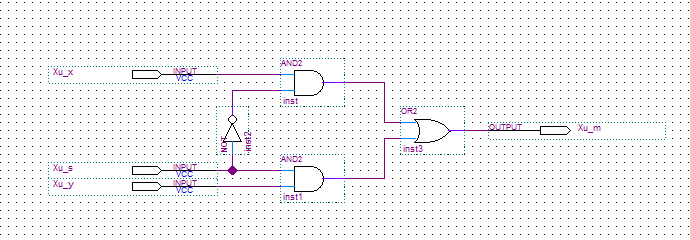 AND2
Xu_x INPUT
VCC
inst
OR2
NOT
inst2
OUTPUT Xu_m
inst3
AND2
Xu_s INPUT
VCC
Xu_y INPUT
VCC
inst1